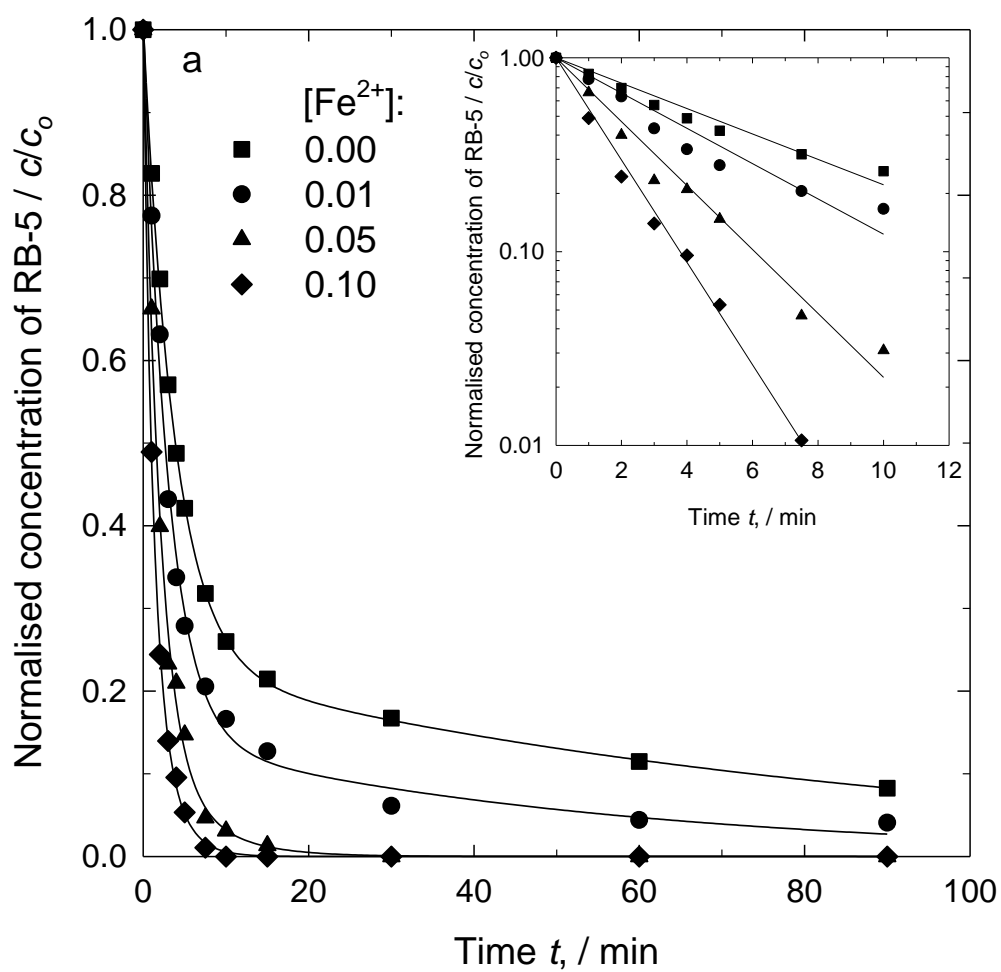 a
[Fe²⁺]:
0.00
0.01
0.05
0.10
Normalised concentration of RB-5 / c/cₒ
1.0
0.8
0.6
0.4
0.2
0.0
0 20 40 60 80 100
Time t, / min
Normalised concentration of RB-5 / c/cₒ
1.00
0.10
0.01
0 2 4 6 8 10 12
Time t, / min